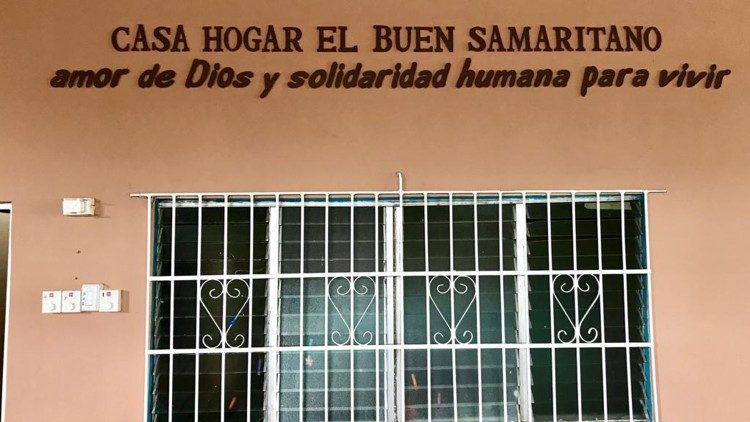 CASA HOGAR EL BUEN SAMARITANO
amor de Dios y solidaridad humana para vivir